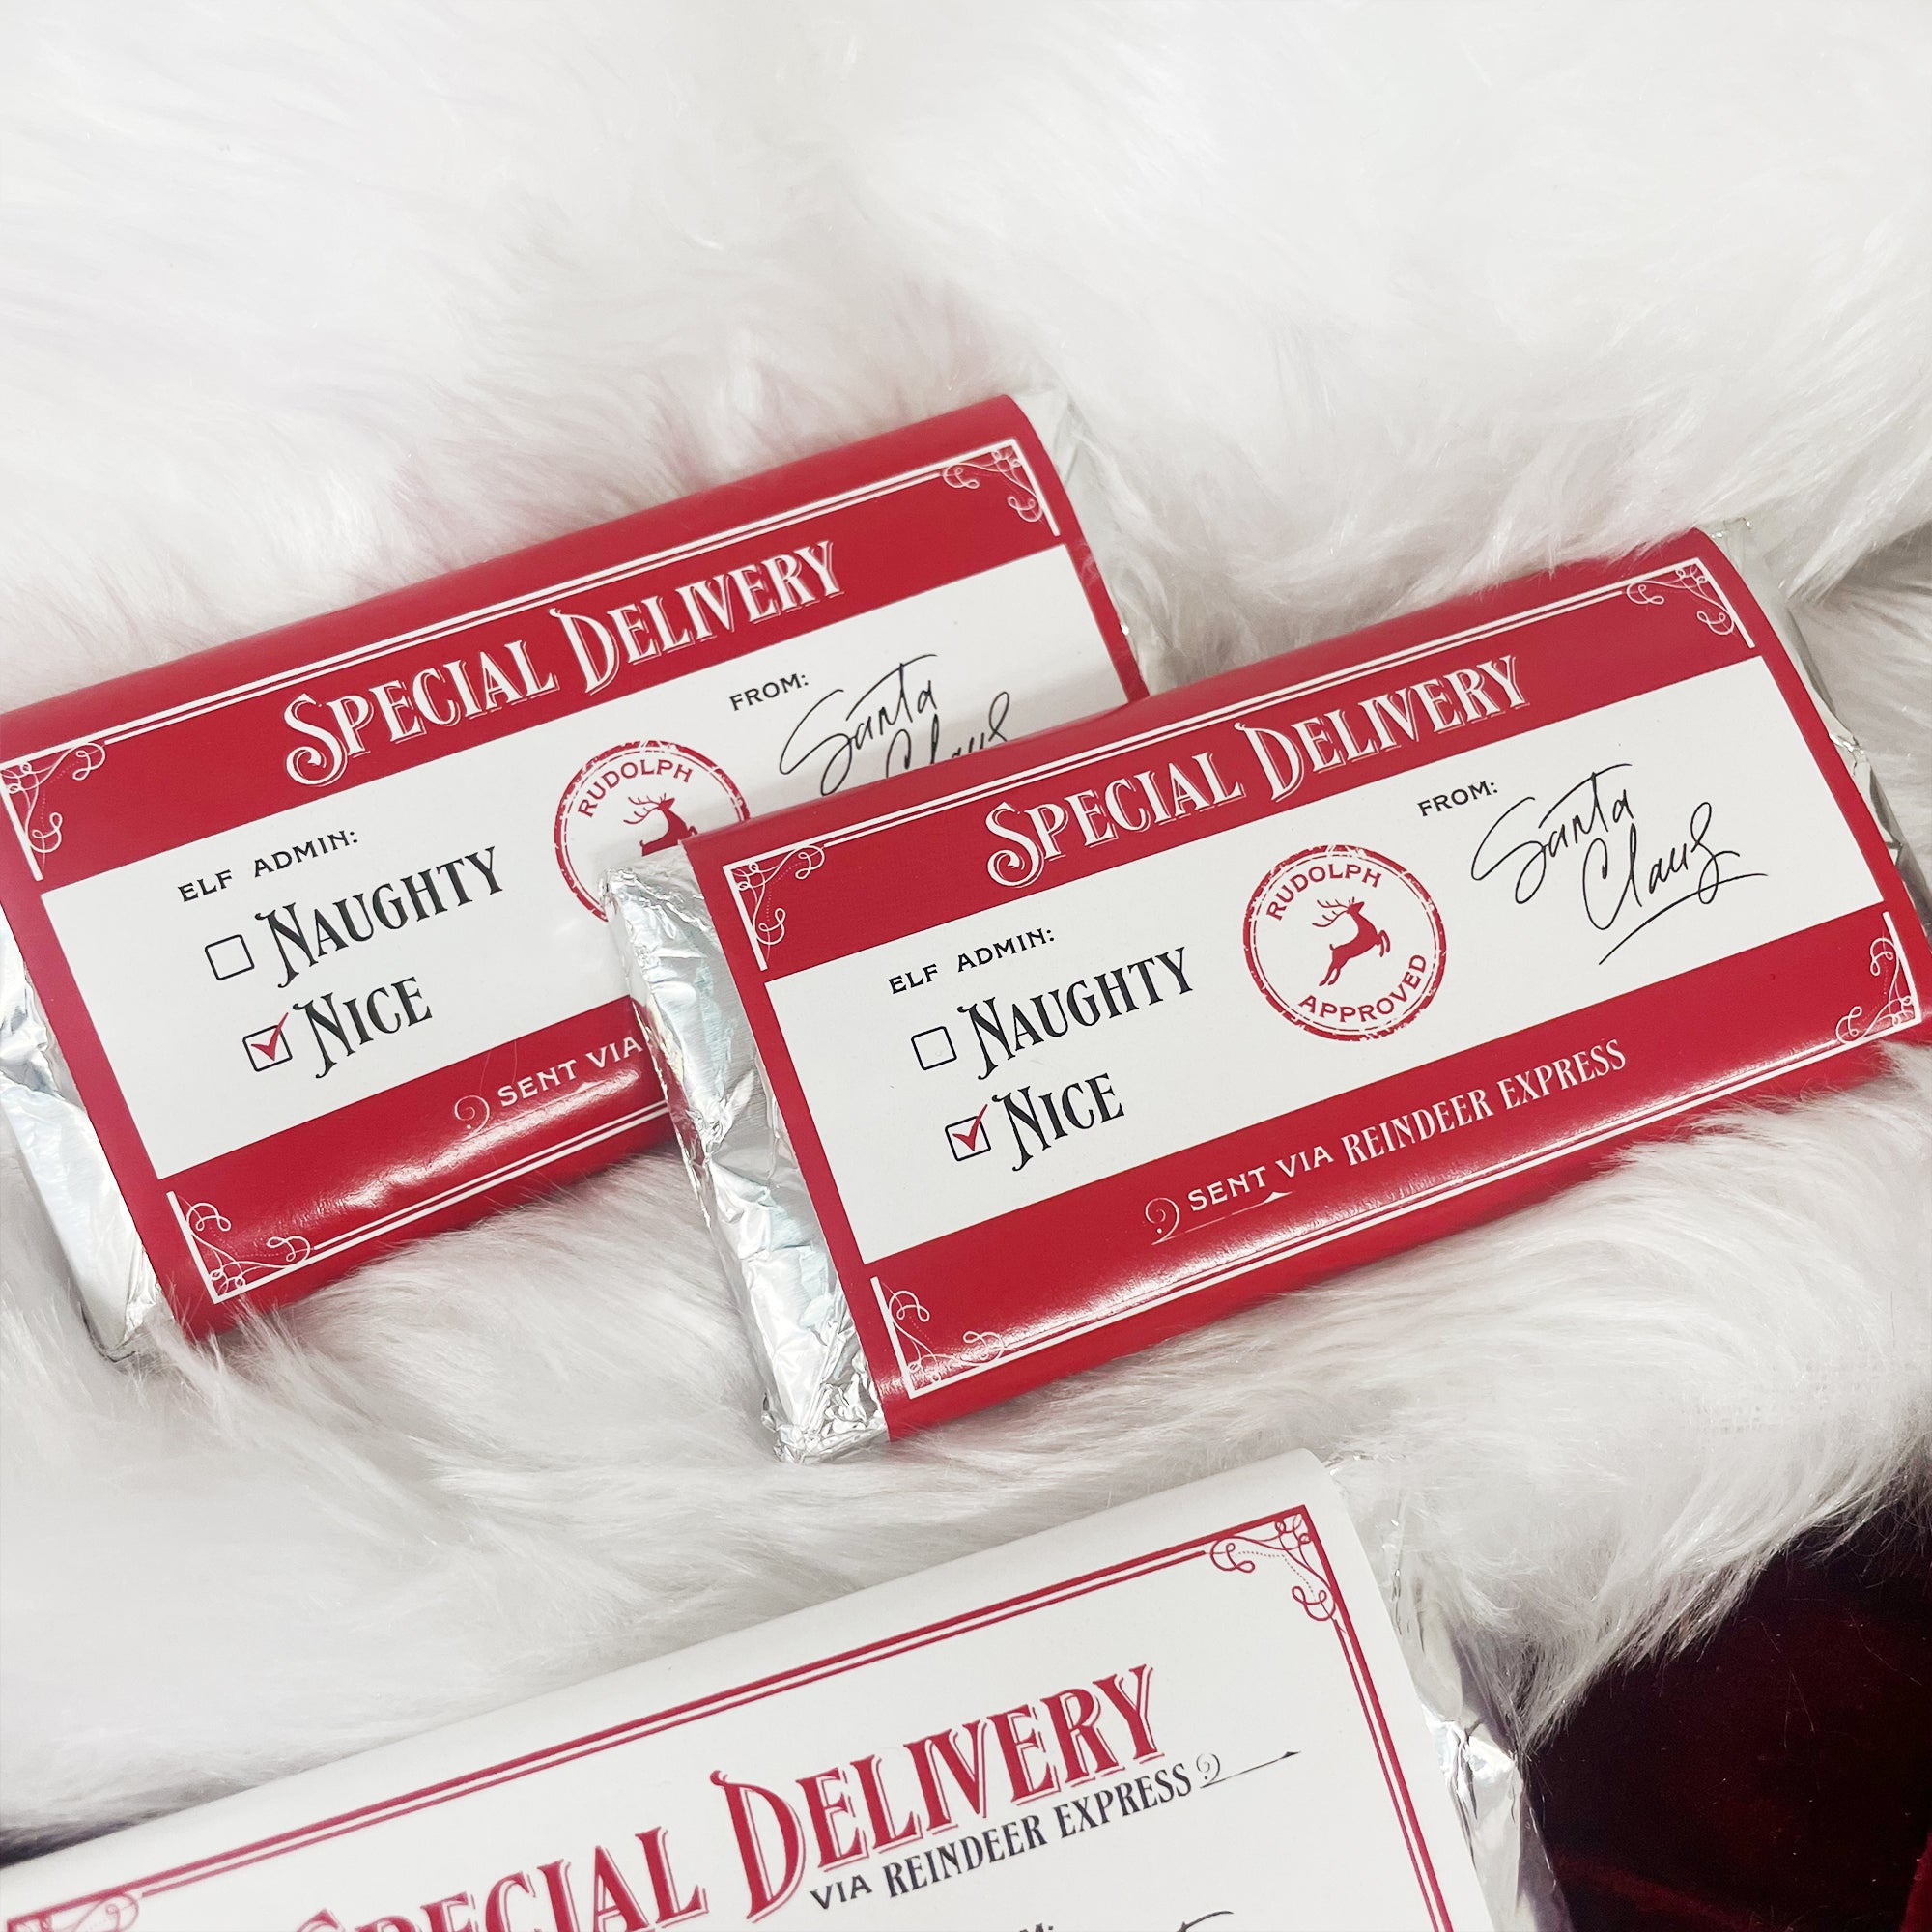 SPECIAL DELIVERY
FROM:
Santa
Claus
RUDOLPH
ELF ADMIN:
NAUGHTY
NICE
SENT VIA
SPECIAL DELIVERY
FROM:
Santa
Claus
RUDOLPH
APPROVED
ELF ADMIN:
NAUGHTY
NICE
SENT VIA REINDEER EXPRESS
SPECIAL DELIVERY
VIA REINDEER EXPRESS